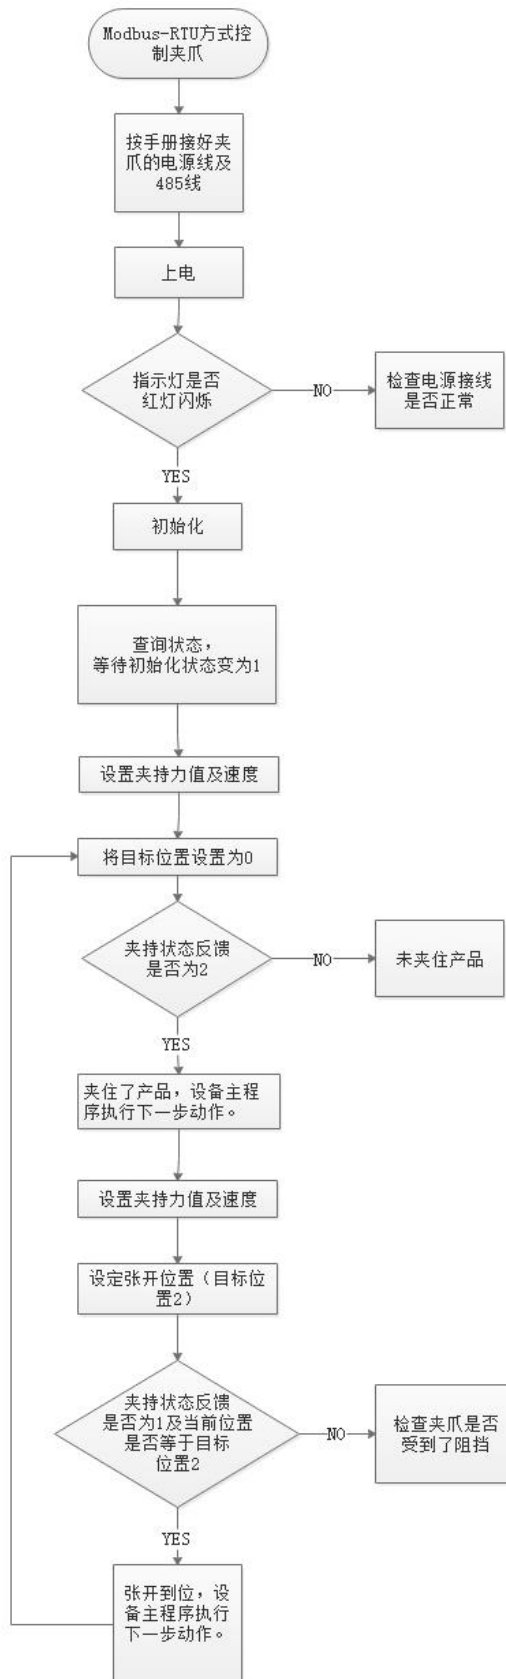 Modbus-RTU方式控
制夹爪
按手册接好夹
爪的电源线及
485线
上电
指示灯是否
红灯闪烁
NO
检查电源接线
是否正常
YES
初始化
查询状态，
等待初始化状态变为1
设置夹持力值及速度
将目标位置设置为0
夹持状态反馈
是否为2
NO
未夹住产品
YES
夹住了产品，设备主程
序执行下一步动作。
设置夹持力值及速度
设定张开位置（目标位
置2）
夹持状态反馈
是否为1及当前位置
是否等于目标
位置2
NO
检查夹爪是否
受到了阻挡
YES
张开到位，设
备主程序执行
下一步动作。